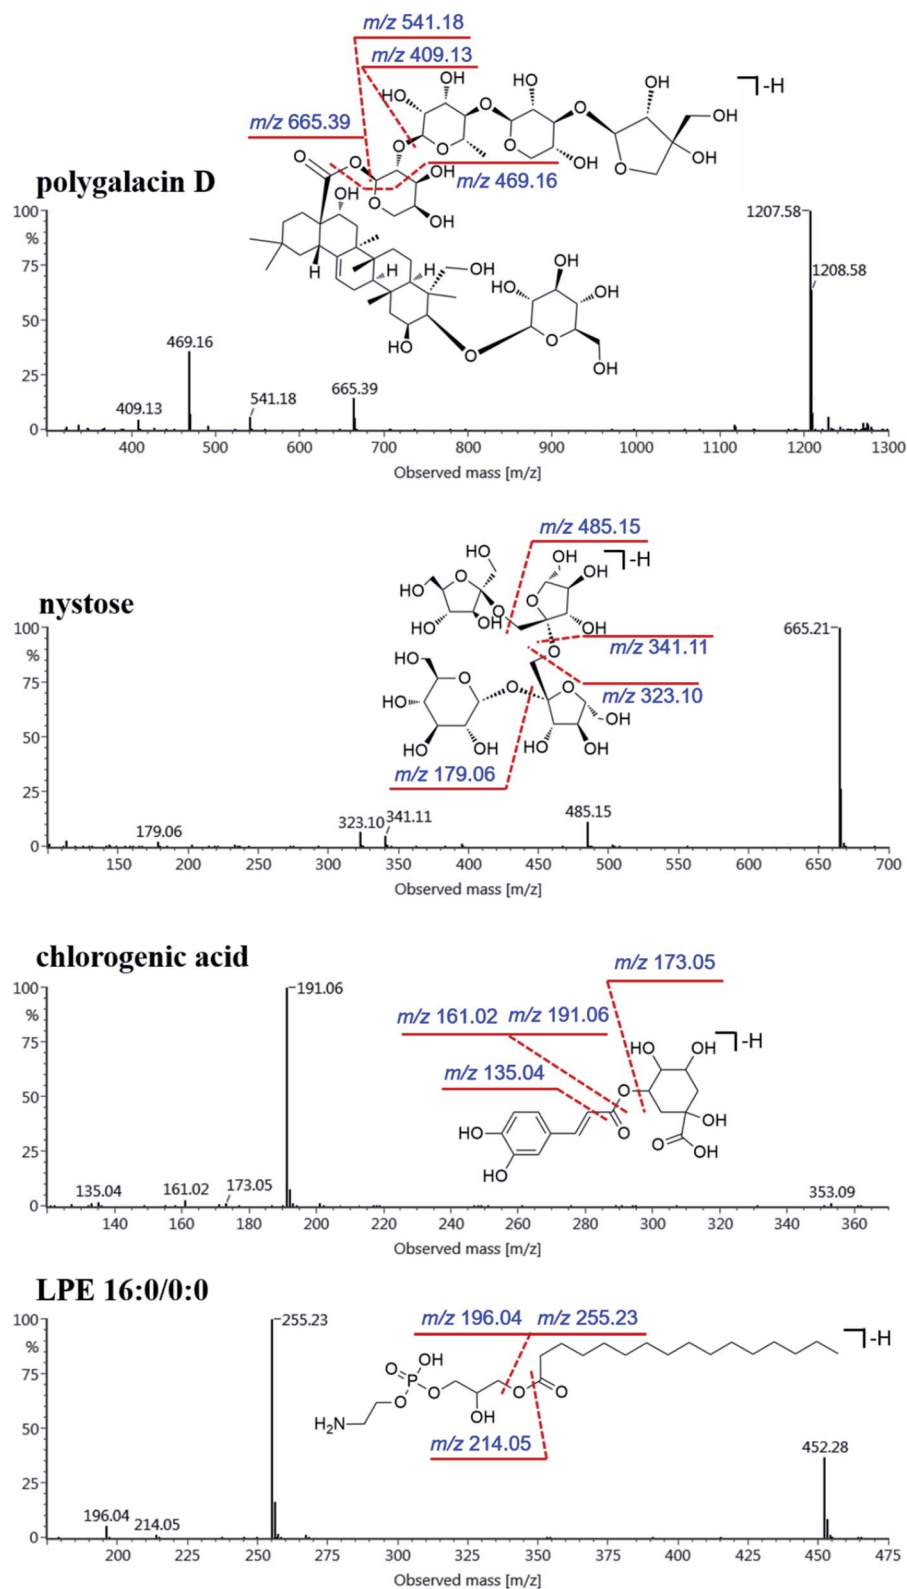 m/z 541.18
m/z 409.13
m/z 665.39
m/z 469.16
HO OH OH HO OH OH
O O O O O OH
O O O O OH OH
OH O OH
OH
H H H OH
HO O
HO OH OH O OH
-H
polygalacin D
100
%
75
50
25
0
409.13
469.16
541.18
665.39
1207.58
1208.58
400 500 600 700 800 900 1000 1100 1200 1300
Observed mass [m/z]
nystose
m/z 485.15
m/z 341.11
m/z 323.10
m/z 179.06
HO HO O HO OH O
OH OH O OH
O
HO HO O HO OH O
O OH HO OH
-H
100
%
75
50
25
0
179.06
323.10
341.11
485.15
665.21
150 200 250 300 350 400 450 500 550 600 650 700
Observed mass [m/z]
chlorogenic acid
m/z 173.05
m/z 161.02 m/z 191.06
m/z 135.04
HO OH
O OH
HO O O OH
HO
-H
100
%
75
50
25
0
135.04
161.02
173.05
191.06
353.09
140 160 180 200 220 240 260 280 300 320 340 360
Observed mass [m/z]
LPE 16:0/0:0
m/z 196.04 m/z 255.23
m/z 214.05
O OH
P
O O O O
H2N OH
-H
100
%
75
50
25
0
196.04
214.05
255.23
452.28
200 225 250 275 300 325 350 375 400 425 450 475
Observed mass [m/z]